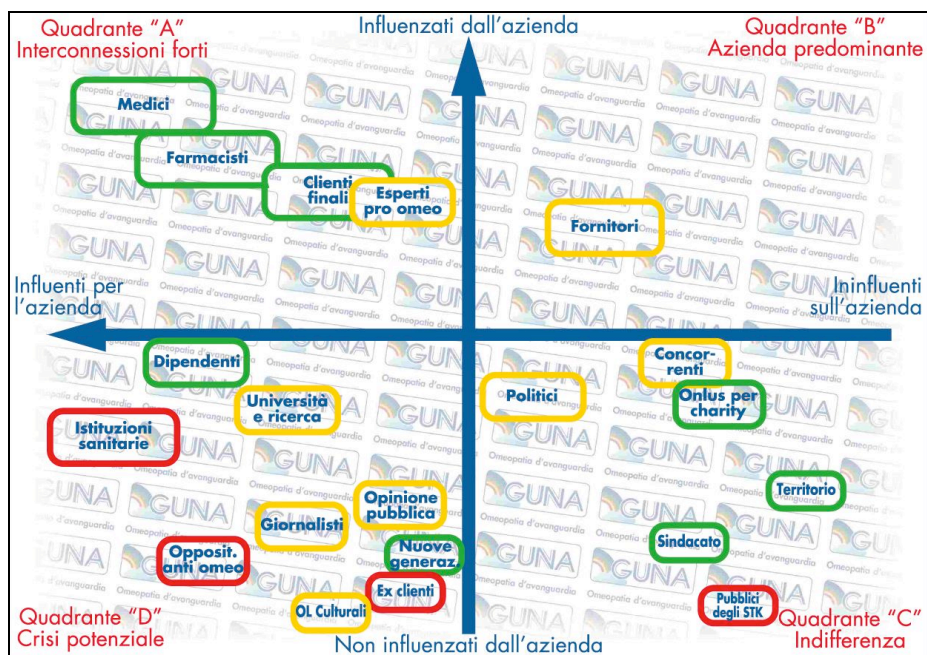 Quadrante "A"
Interconnessioni forti
Influenzati dall'azienda
Quadrante "B"
Azienda predominante
Medici
Farmacisti
Clienti
finali
Esperti
pro omeo
Fornitori
Influenti per
l'azienda
Ininfluenti
sull'azienda
Dipendenti
Università
e ricerca
Istituzioni
sanitarie
Politici
Concor-
renti
Onlus per
charity
Territorio
Opinione
pubblica
Giornalisti
Opposit.
anti omeo
Nuove
generaz.
Sindacato
Ex clienti
OL Culturali
Pubblici
degli STK
Quadrante "D"
Crisi potenziale
Non influenzati dall'azienda
Quadrante "C"
Indifferenza
GUNA
Omeopatia d'avanguardia